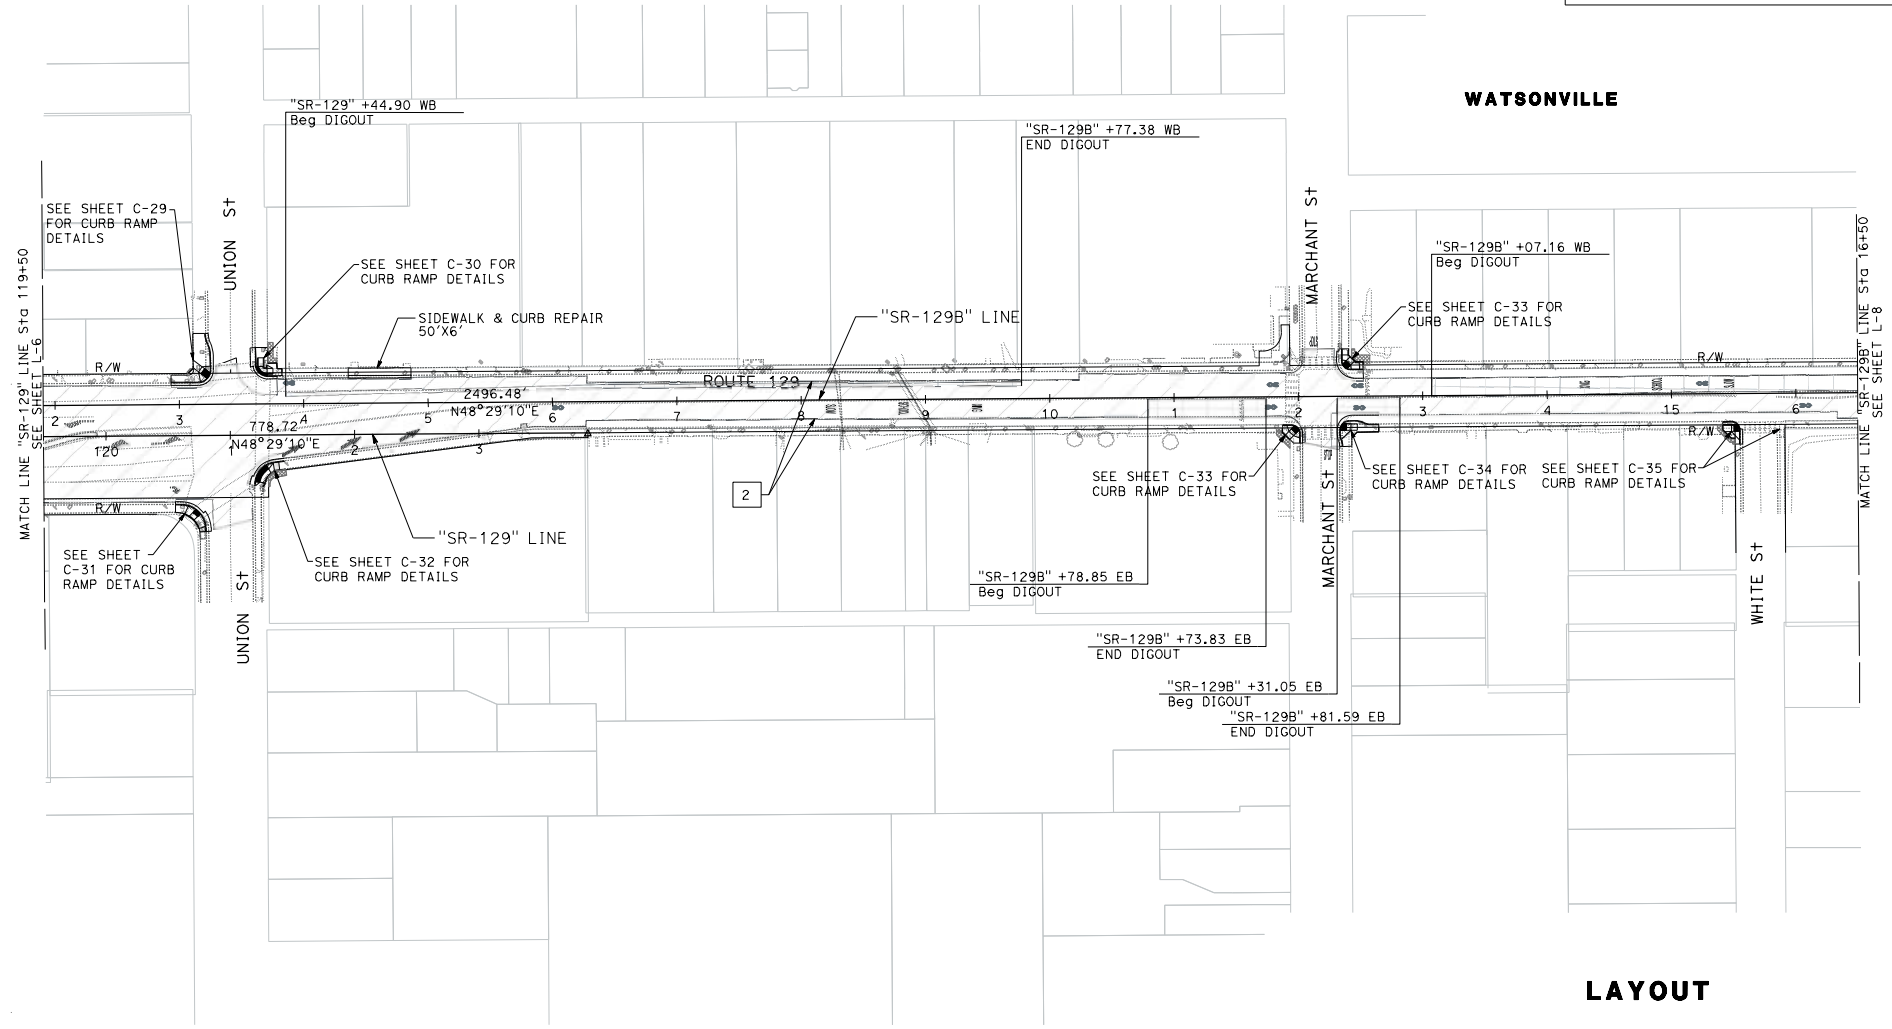 WATSONVILLE
"SR-129" +44.90 WB
Beg DIGOUT
"SR-129B" +77.38 WB
END DIGOUT
SEE SHEET C-29
FOR CURB RAMP
DETAILS
UNION St
MARCHANT St
"SR-129B" +07.16 WB
Beg DIGOUT
SEE SHEET C-30 FOR
CURB RAMP DETAILS
SIDEWALK & CURB REPAIR
50'X6'
"SR-129B" LINE
SEE SHEET C-33 FOR
CURB RAMP DETAILS
MATCH LINE "SR-129" LINE Sta 119+50
SEE SHEET L-6
MATCH LINE "SR-129B" LINE Sta 16+50
SEE SHEET L-8
R/W
R/W
ROUTE 129
2496.48'
N48°29'10"E
2 3 4 5 6 7 8 9 10 1 2 3 4 15 6
778.72'
N48°29'10"E
120 1 2 3
R/W
R/W
2
"SR-129" LINE
SEE SHEET
C-31 FOR CURB
RAMP DETAILS
SEE SHEET C-32 FOR
CURB RAMP DETAILS
SEE SHEET C-33 FOR
CURB RAMP DETAILS
SEE SHEET C-34 FOR
CURB RAMP DETAILS
SEE SHEET C-35 FOR
CURB RAMP DETAILS
UNION St
MARCHANT St
WHITE St
"SR-129B" +78.85 EB
Beg DIGOUT
"SR-129B" +73.83 EB
END DIGOUT
"SR-129B" +31.05 EB
Beg DIGOUT
"SR-129B" +81.59 EB
END DIGOUT
LAYOUT